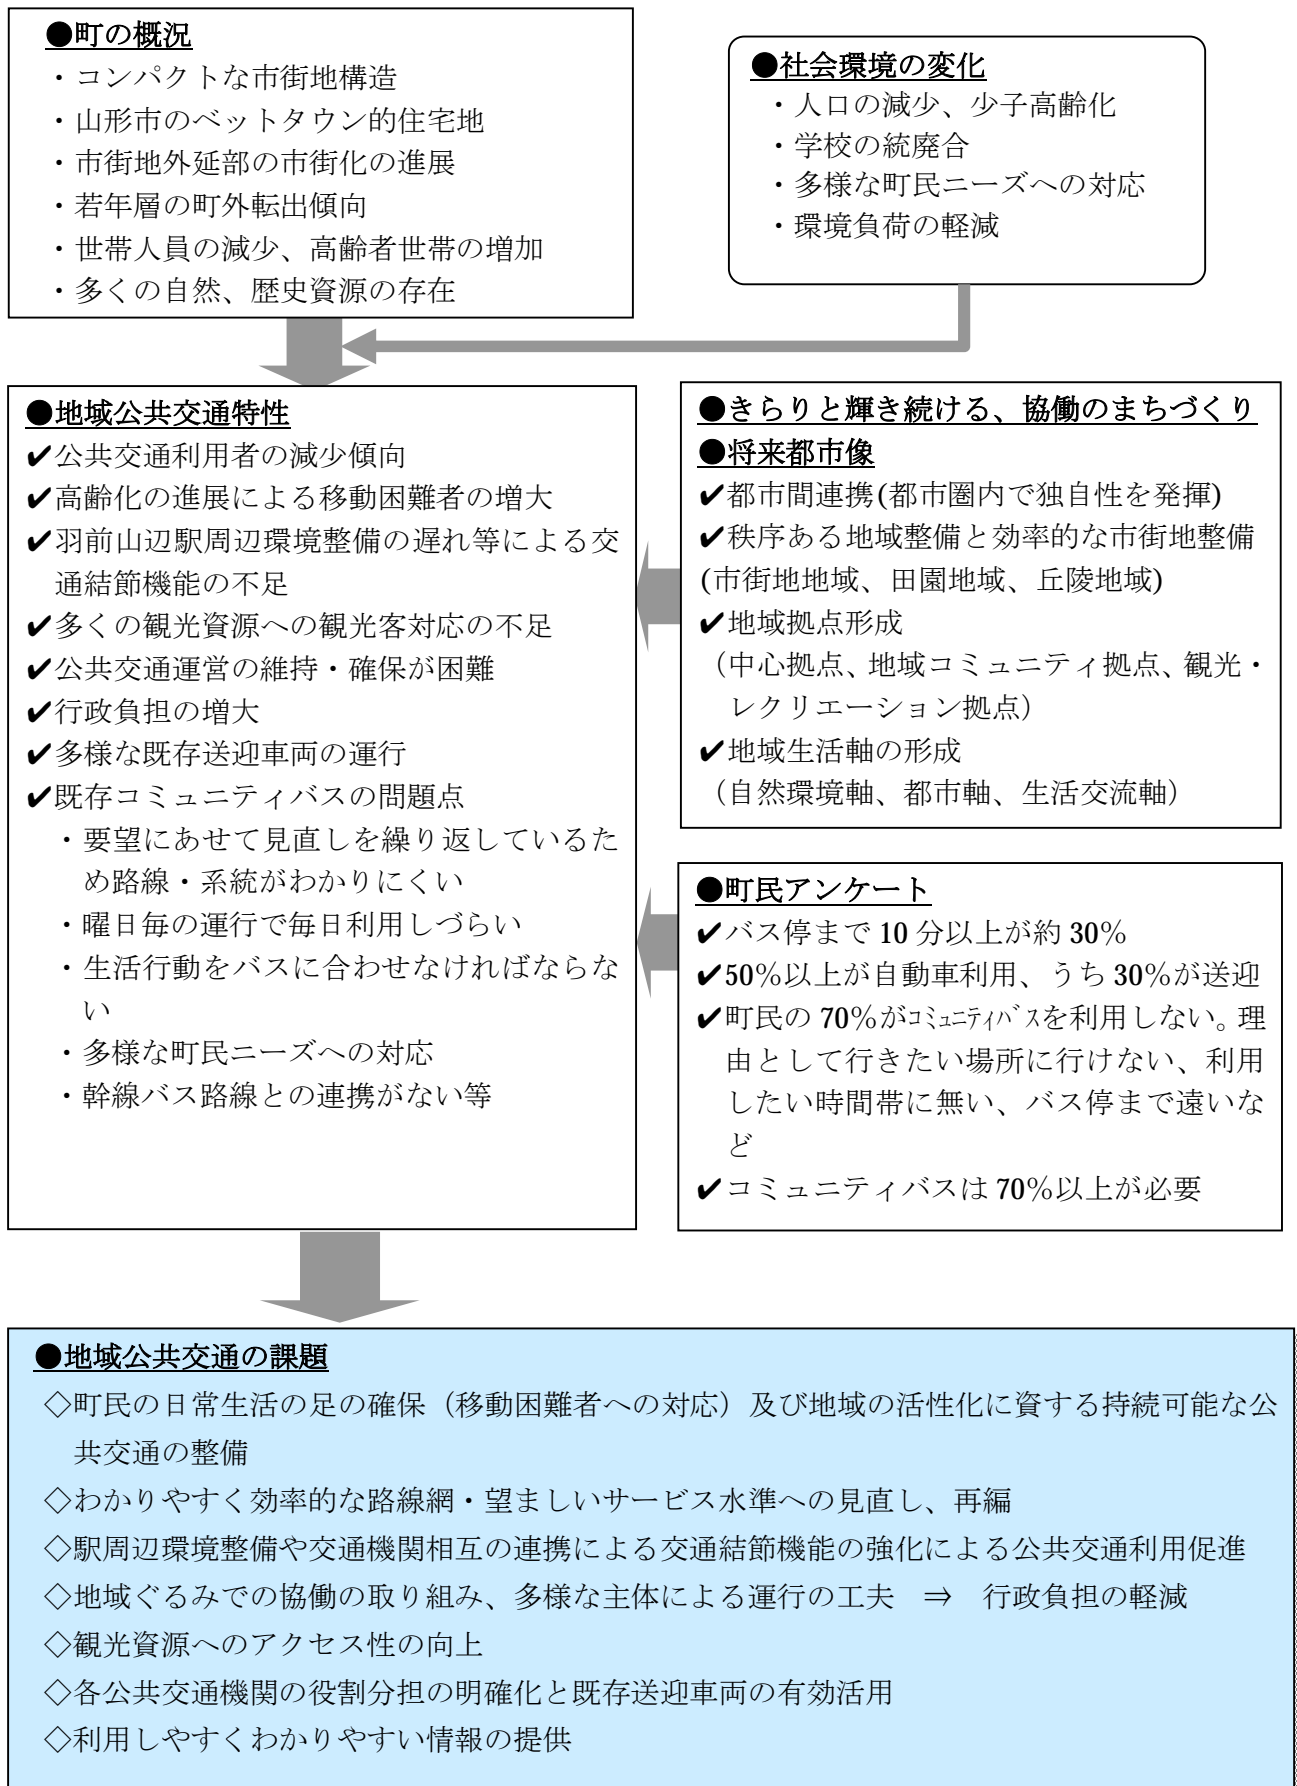 ●町の概況
・コンパクトな市街地構造
・山形市のベットタウン的住宅地
・市街地外延部の市街化の進展
・若年層の町外転出傾向
・世帯人員の減少、高齢者世帯の増加
・多くの自然、歴史資源の存在
●社会環境の変化
・人口の減少、少子高齢化
・学校の統廃合
・多様な町民ニーズへの対応
・環境負荷の軽減
●地域公共交通特性
✔公共交通利用者の減少傾向
✔高齢化の進展による移動困難者の増大
✔羽前山辺駅周辺環境整備の遅れ等による交
通結節機能の不足
✔多くの観光資源への観光客対応の不足
✔公共交通運営の維持・確保が困難
✔行政負担の増大
✔多様な既存送迎車両の運行
✔既存コミュニティバスの問題点
・要望にあせて見直しを繰り返しているた
め路線・系統がわかりにくい
・曜日毎の運行で毎日利用しづらい
・生活行動をバスに合わせなければならな
い
・多様な町民ニーズへの対応
・幹線バス路線との連携がない等
●きらりと輝き続ける、協働のまちづくり
●将来都市像
✔都市間連携(都市圏内で独自性を発揮)
✔秩序ある地域整備と効率的な市街地整備
(市街地地域、田園地域、丘陵地域)
✔地域拠点形成
（中心拠点、地域コミュニティ拠点、観光・
レクリエーション拠点）
✔地域生活軸の形成
（自然環境軸、都市軸、生活交流軸）
●町民アンケート
✔バス停まで 10 分以上が約 30％
✔50％以上が自動車利用、うち 30％が送迎
✔町民の 70％がｺﾐｭﾆﾃｨﾊﾞｽを利用しない。理
由として行きたい場所に行けない、利用
したい時間帯に無い、バス停まで遠いな
ど
✔コミュニティバスは 70％以上が必要
●地域公共交通の課題
◇町民の日常生活の足の確保（移動困難者への対応）及び地域の活性化に資する持続可能な公
共交通の整備
◇わかりやすく効率的な路線網・望ましいサービス水準への見直し、再編
◇駅周辺環境整備や交通機関相互の連携による交通結節機能の強化による公共交通利用促進
◇地域ぐるみでの協働の取り組み、多様な主体による運行の工夫　⇒　行政負担の軽減
◇観光資源へのアクセス性の向上
◇各公共交通機関の役割分担の明確化と既存送迎車両の有効活用
◇利用しやすくわかりやすい情報の提供